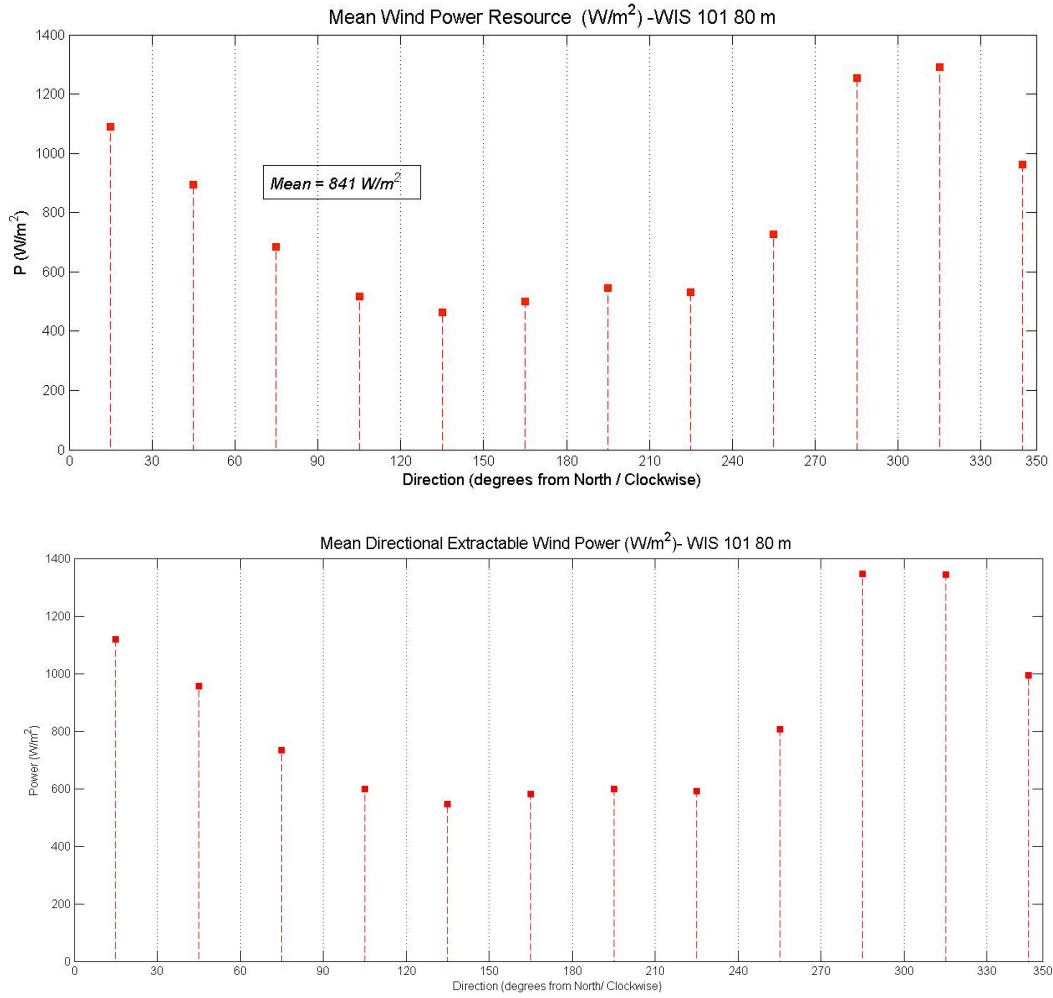 Mean Wind Power Resource (W/m²) -WIS 101 80 m
1400
1200
1000
800
600
400
200
0
P (W/m²)
Mean = 841 W/m²
0 30 60 90 120 150 180 210 240 270 300 330 350
Direction (degrees from North / Clockwise)
Mean Directional Extractable Wind Power (W/m²)- WIS 101 80 m
1400
1200
1000
800
600
400
200
0
Power (W/m²)
0 30 60 90 120 150 180 210 240 270 300 330 350
Direction (degrees from North/ Clockwise)